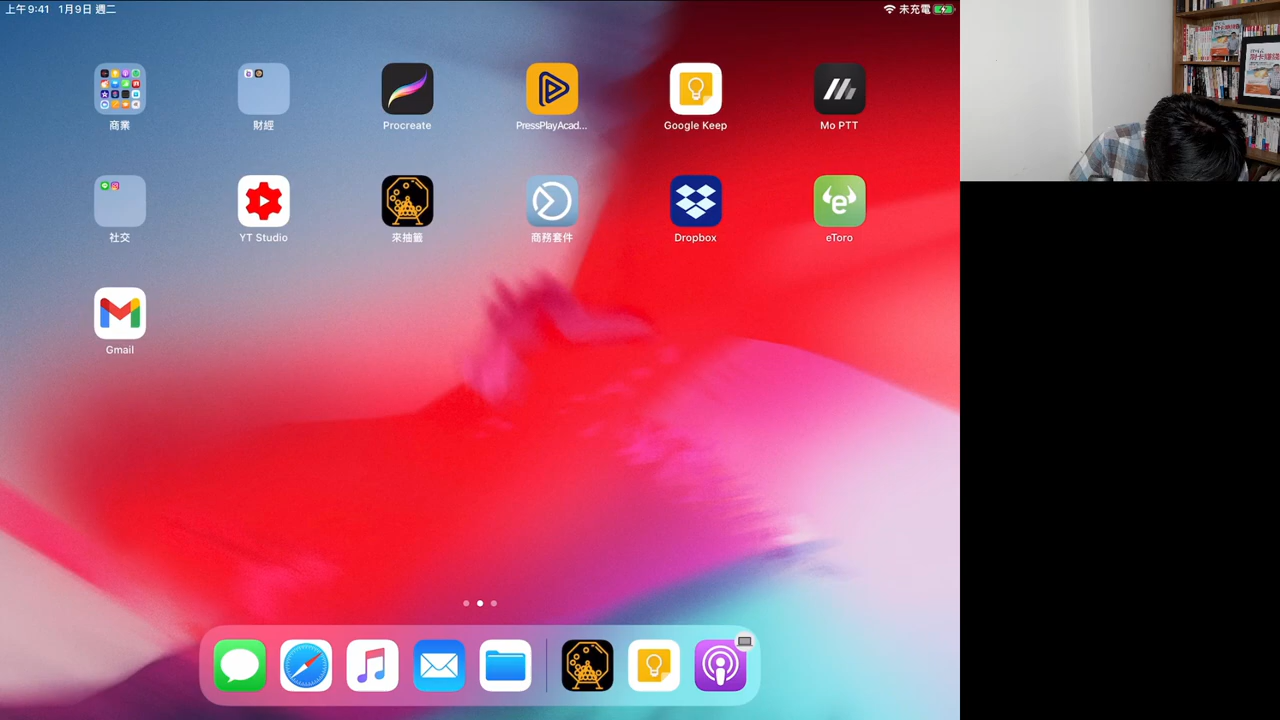 上午9:41 1月9日 週二
未充電
商業
財經
Procreate
PressPlayAcad...
Google Keep
Mo PTT
社交
YT Studio
來抽籤
商務套件
Dropbox
eToro
Gmail